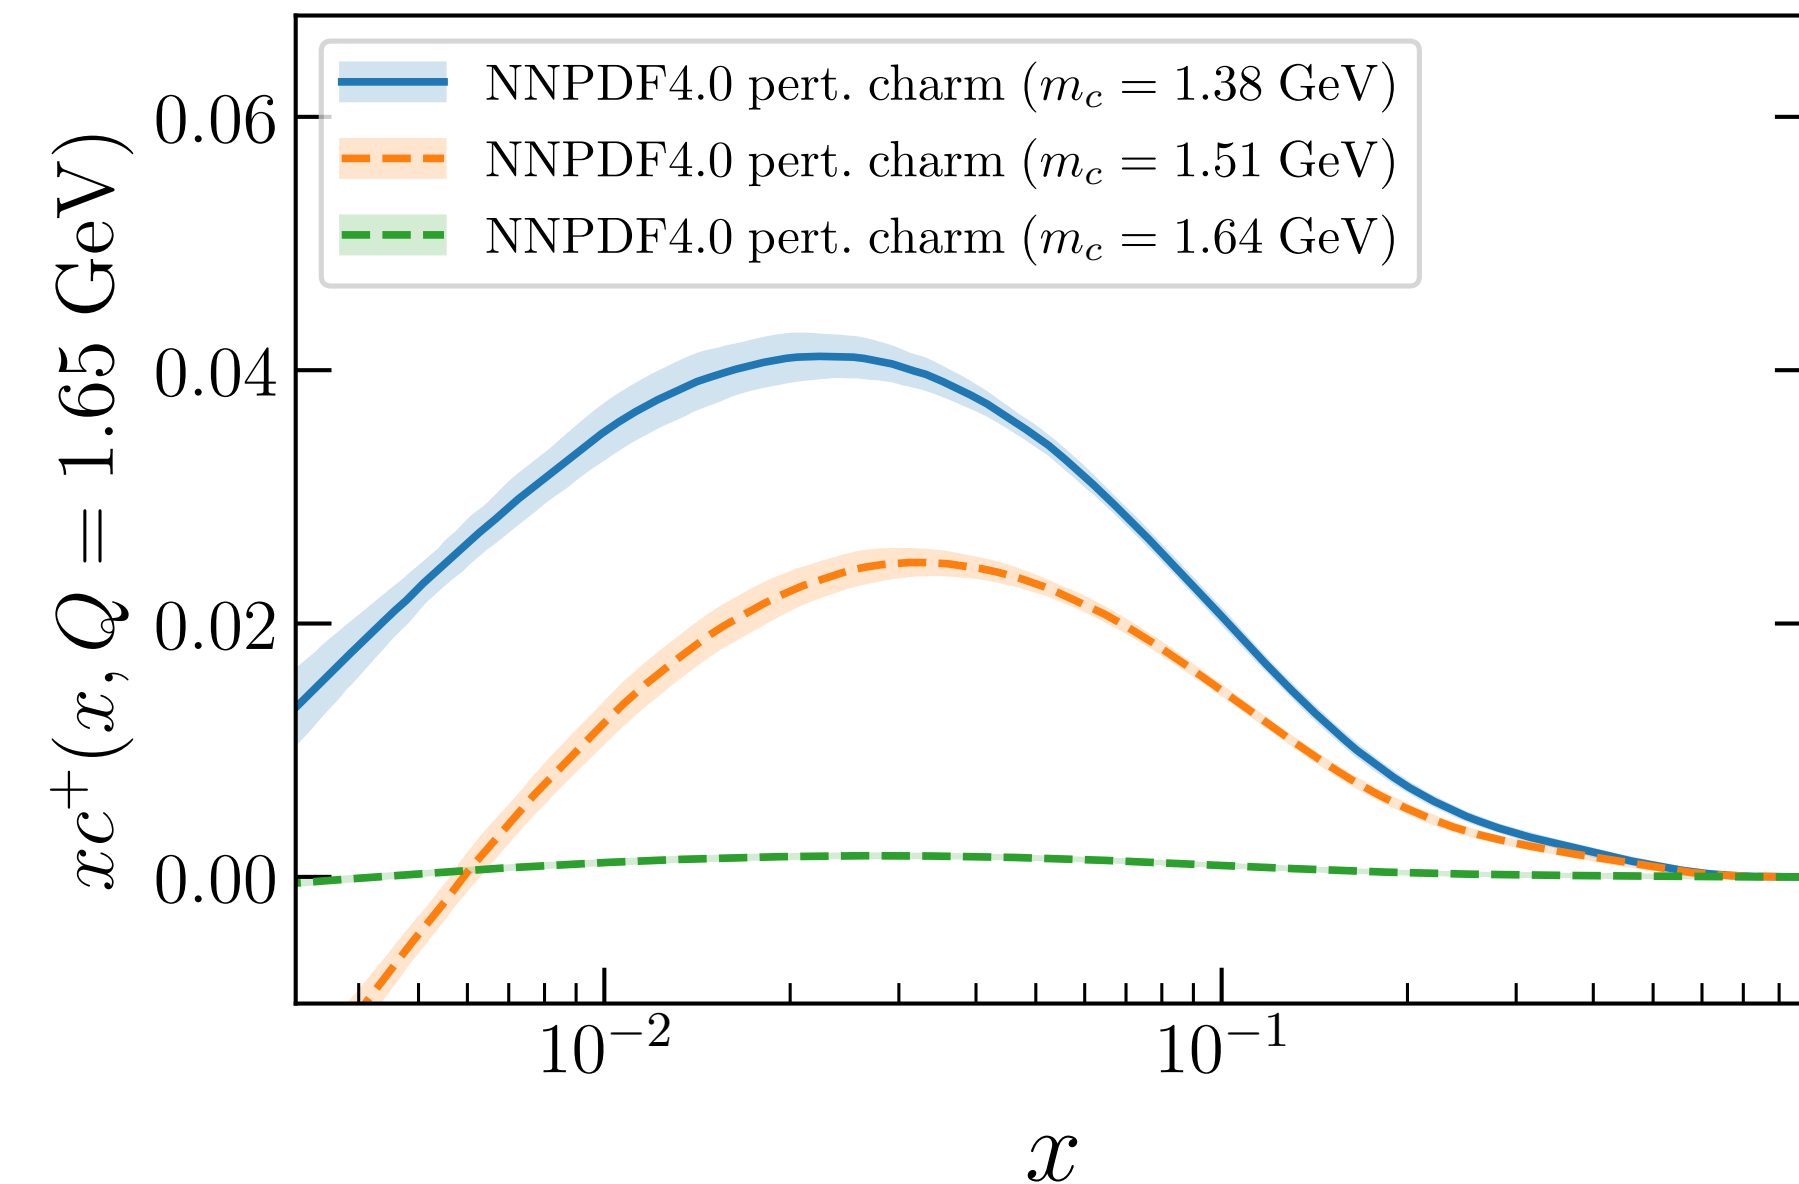 NNPDF4.0 pert. charm (m_c = 1.38 GeV)
NNPDF4.0 pert. charm (m_c = 1.51 GeV)
NNPDF4.0 pert. charm (m_c = 1.64 GeV)
xc⁺(x, Q = 1.65 GeV)
0.06
0.04
0.02
0.00
10⁻² 10⁻¹
x